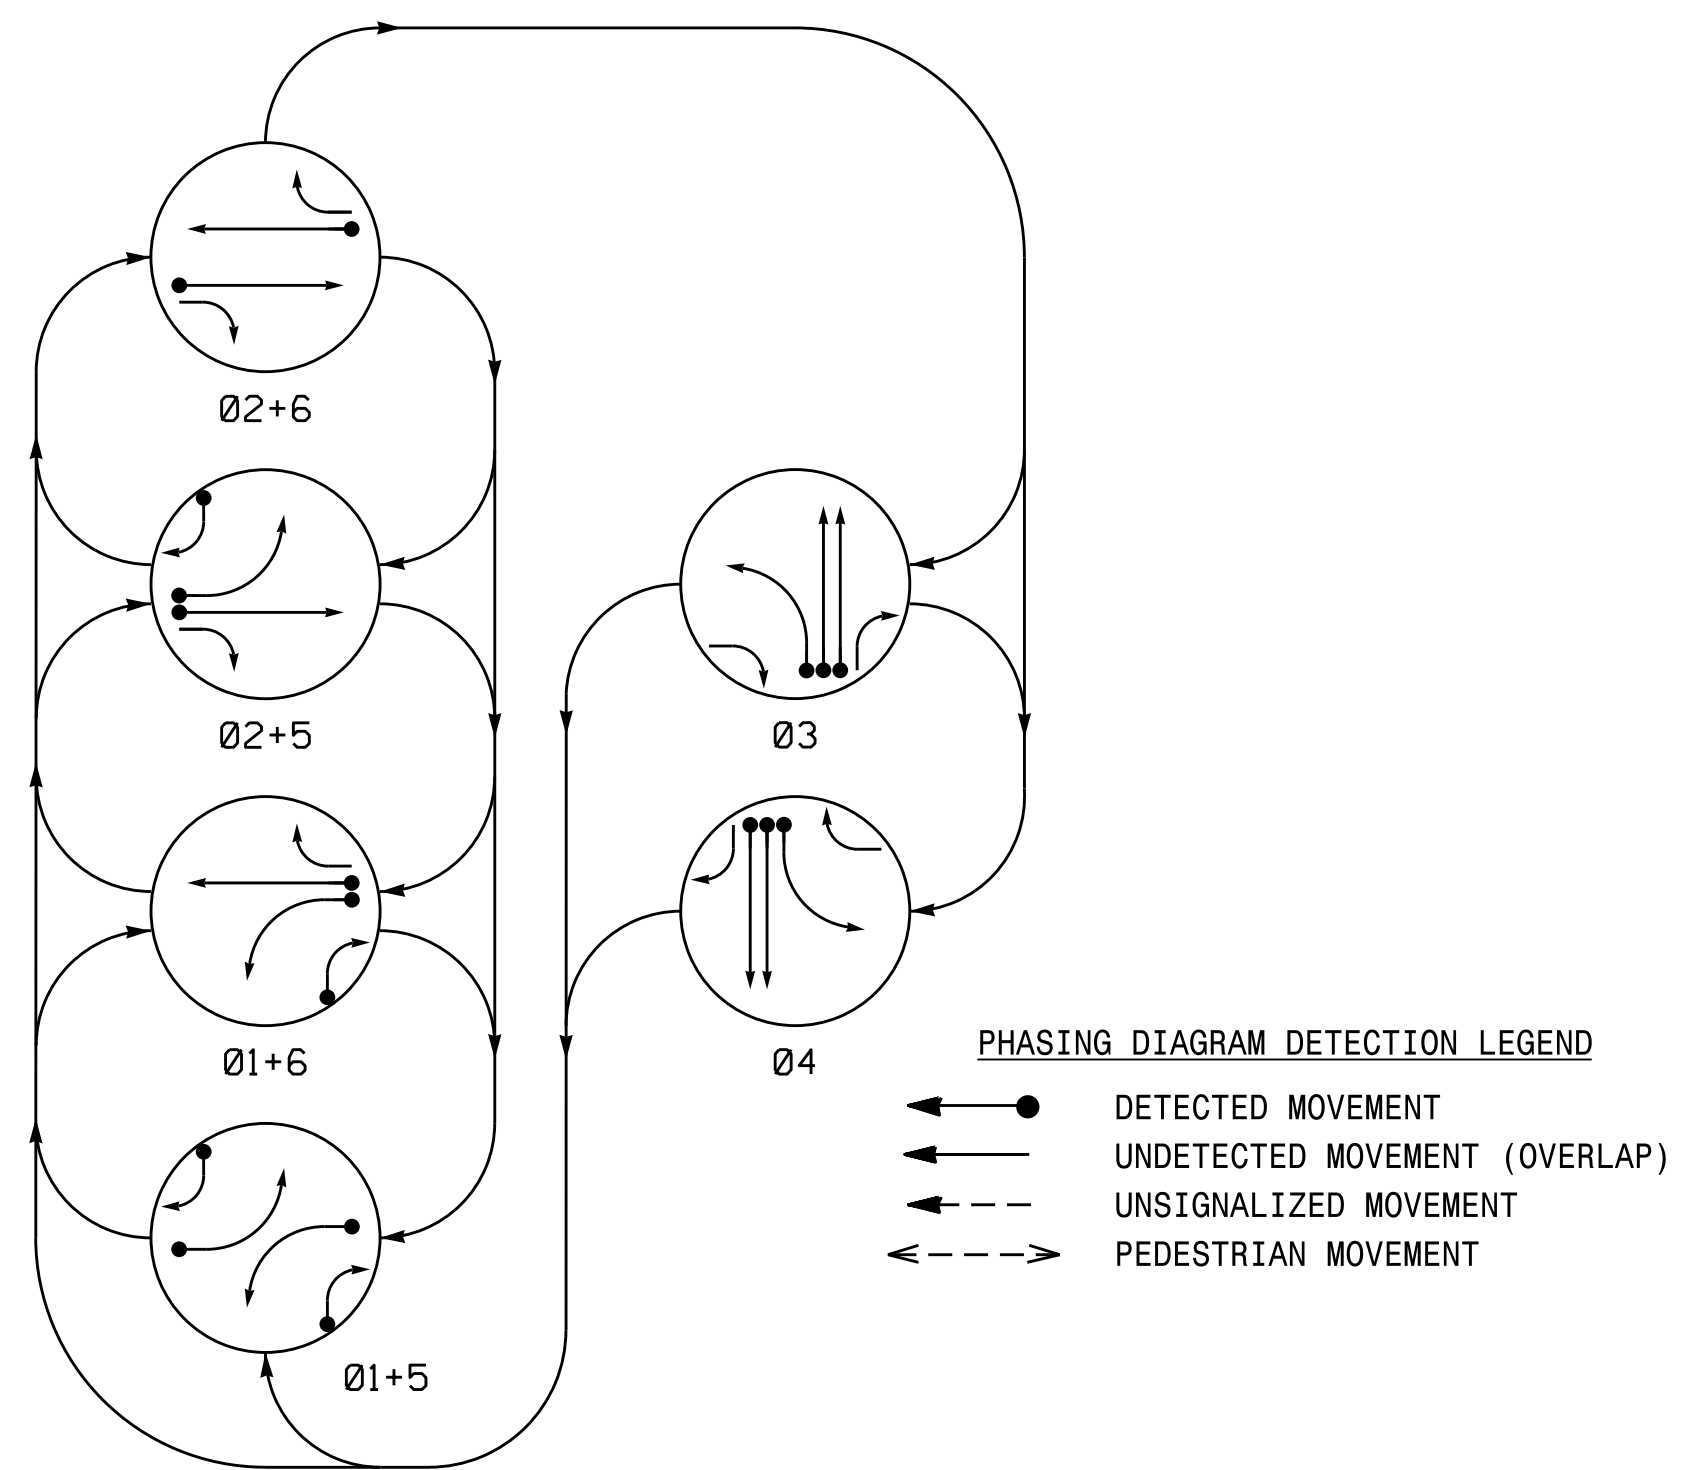 Ø2+6
Ø2+5
Ø3
Ø1+6
Ø4
Ø1+5
PHASING DIAGRAM DETECTION LEGEND
DETECTED MOVEMENT
UNDETECTED MOVEMENT (OVERLAP)
UNSIGNALIZED MOVEMENT
PEDESTRIAN MOVEMENT